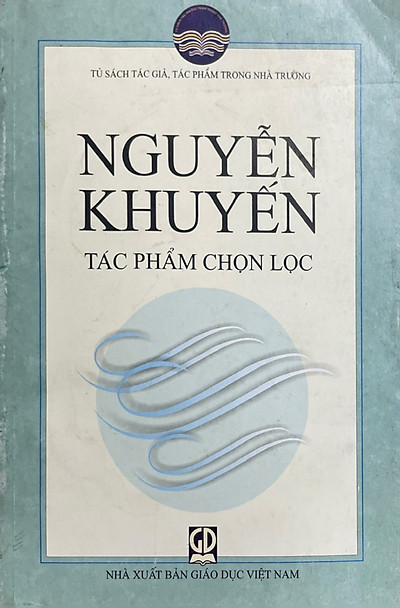 TỦ SÁCH TÁC GIẢ, TÁC PHẨM TRONG NHÀ TRƯỜNG
NGUYỄN
KHUYẾN
TÁC PHẨM CHỌN LỌC
GD
NHÀ XUẤT BẢN GIÁO DỤC VIỆT NAM